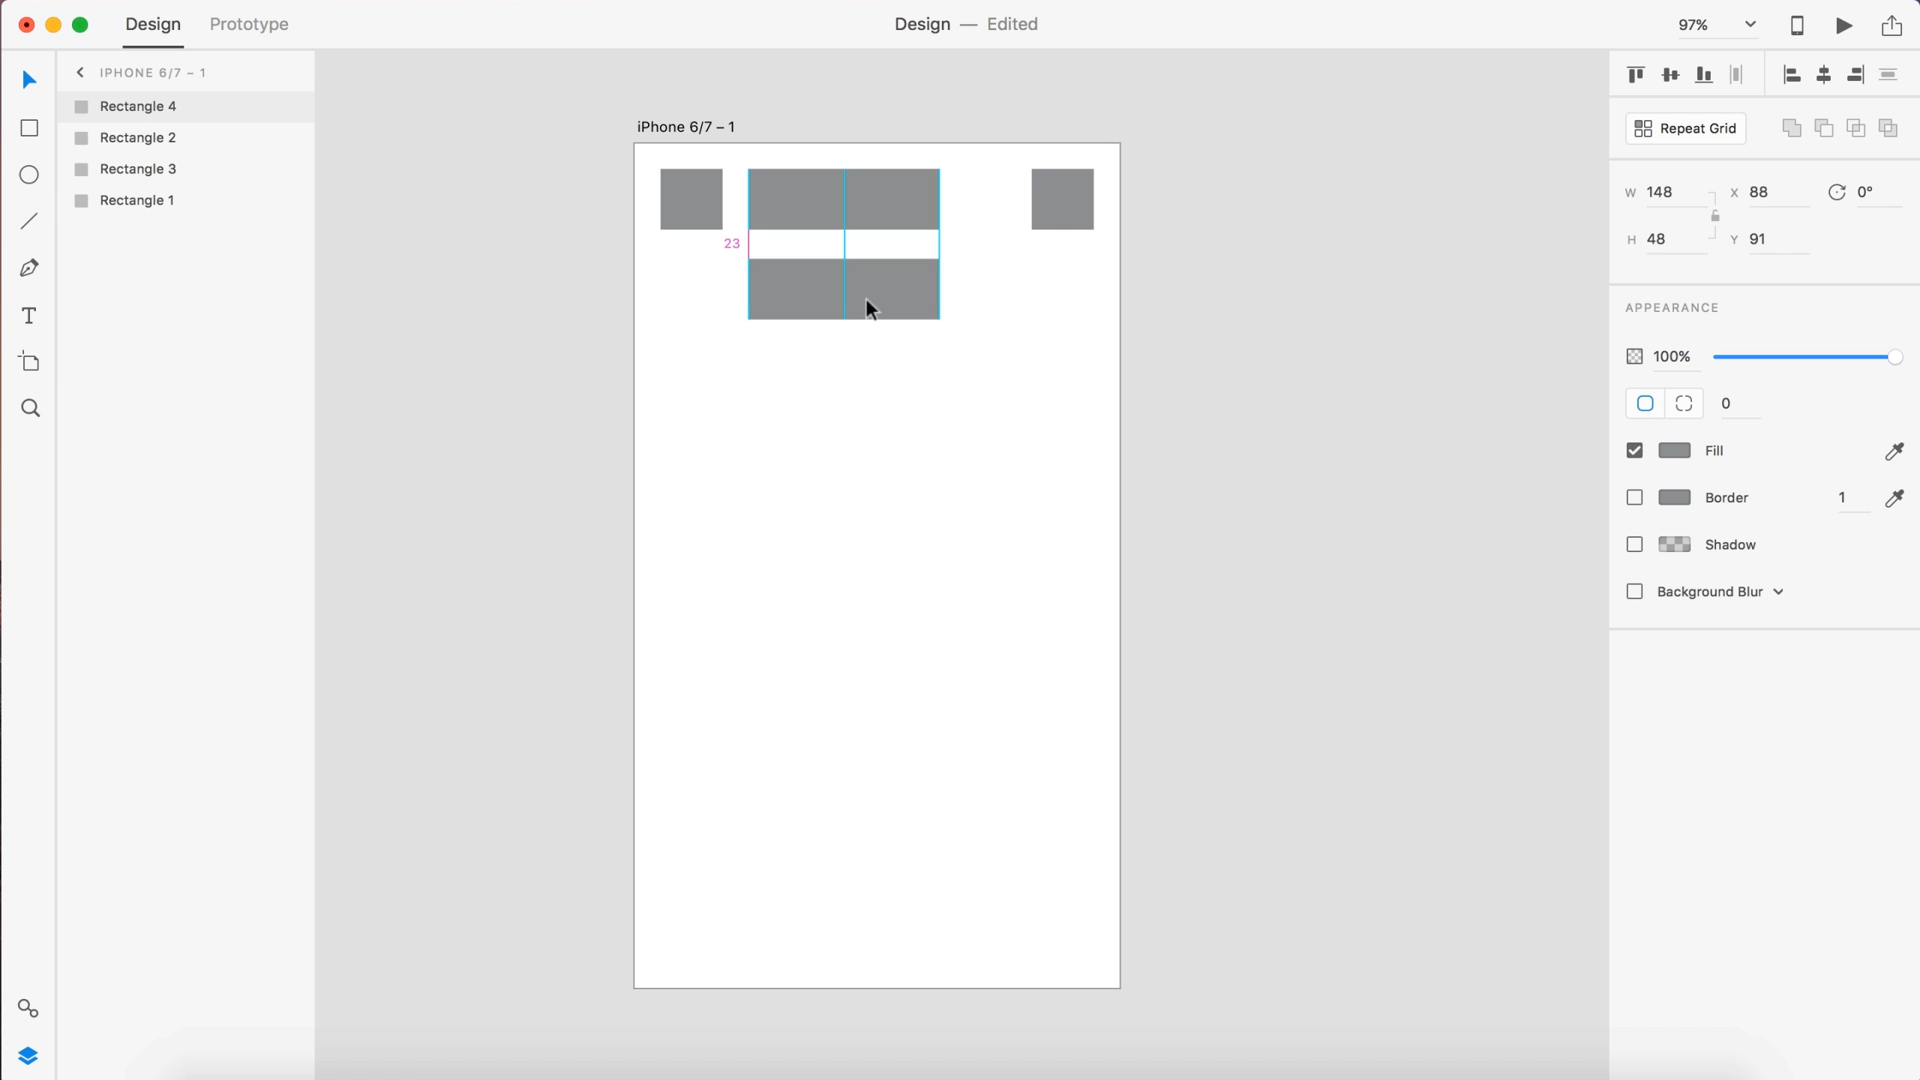 Design Prototype Design — Edited 97%
IPHONE 6/7 – 1
Rectangle 4
Rectangle 2
Rectangle 3
Rectangle 1
T
iPhone 6/7 – 1
23
Repeat Grid
W 148 X 88 0°
H 48 Y 91
APPEARANCE
100%
0
Fill
Border 1
Shadow
Background Blur